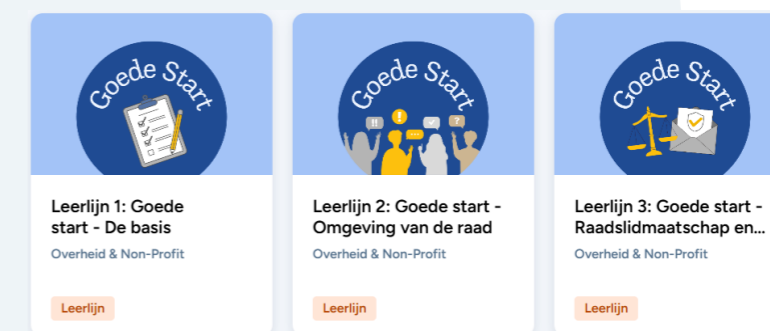 Goede Start
Leerlijn 1: Goede
start - De basis
Overheid & Non-Profit
Leerlijn
Goede Start
!!
!
...
?
Leerlijn 2: Goede start -
Omgeving van de raad
Overheid & Non-Profit
Leerlijn
Goede Start
Leerlijn 3: Goede start -
Raadslidmaatschap en...
Overheid & Non-Profit
Leerlijn